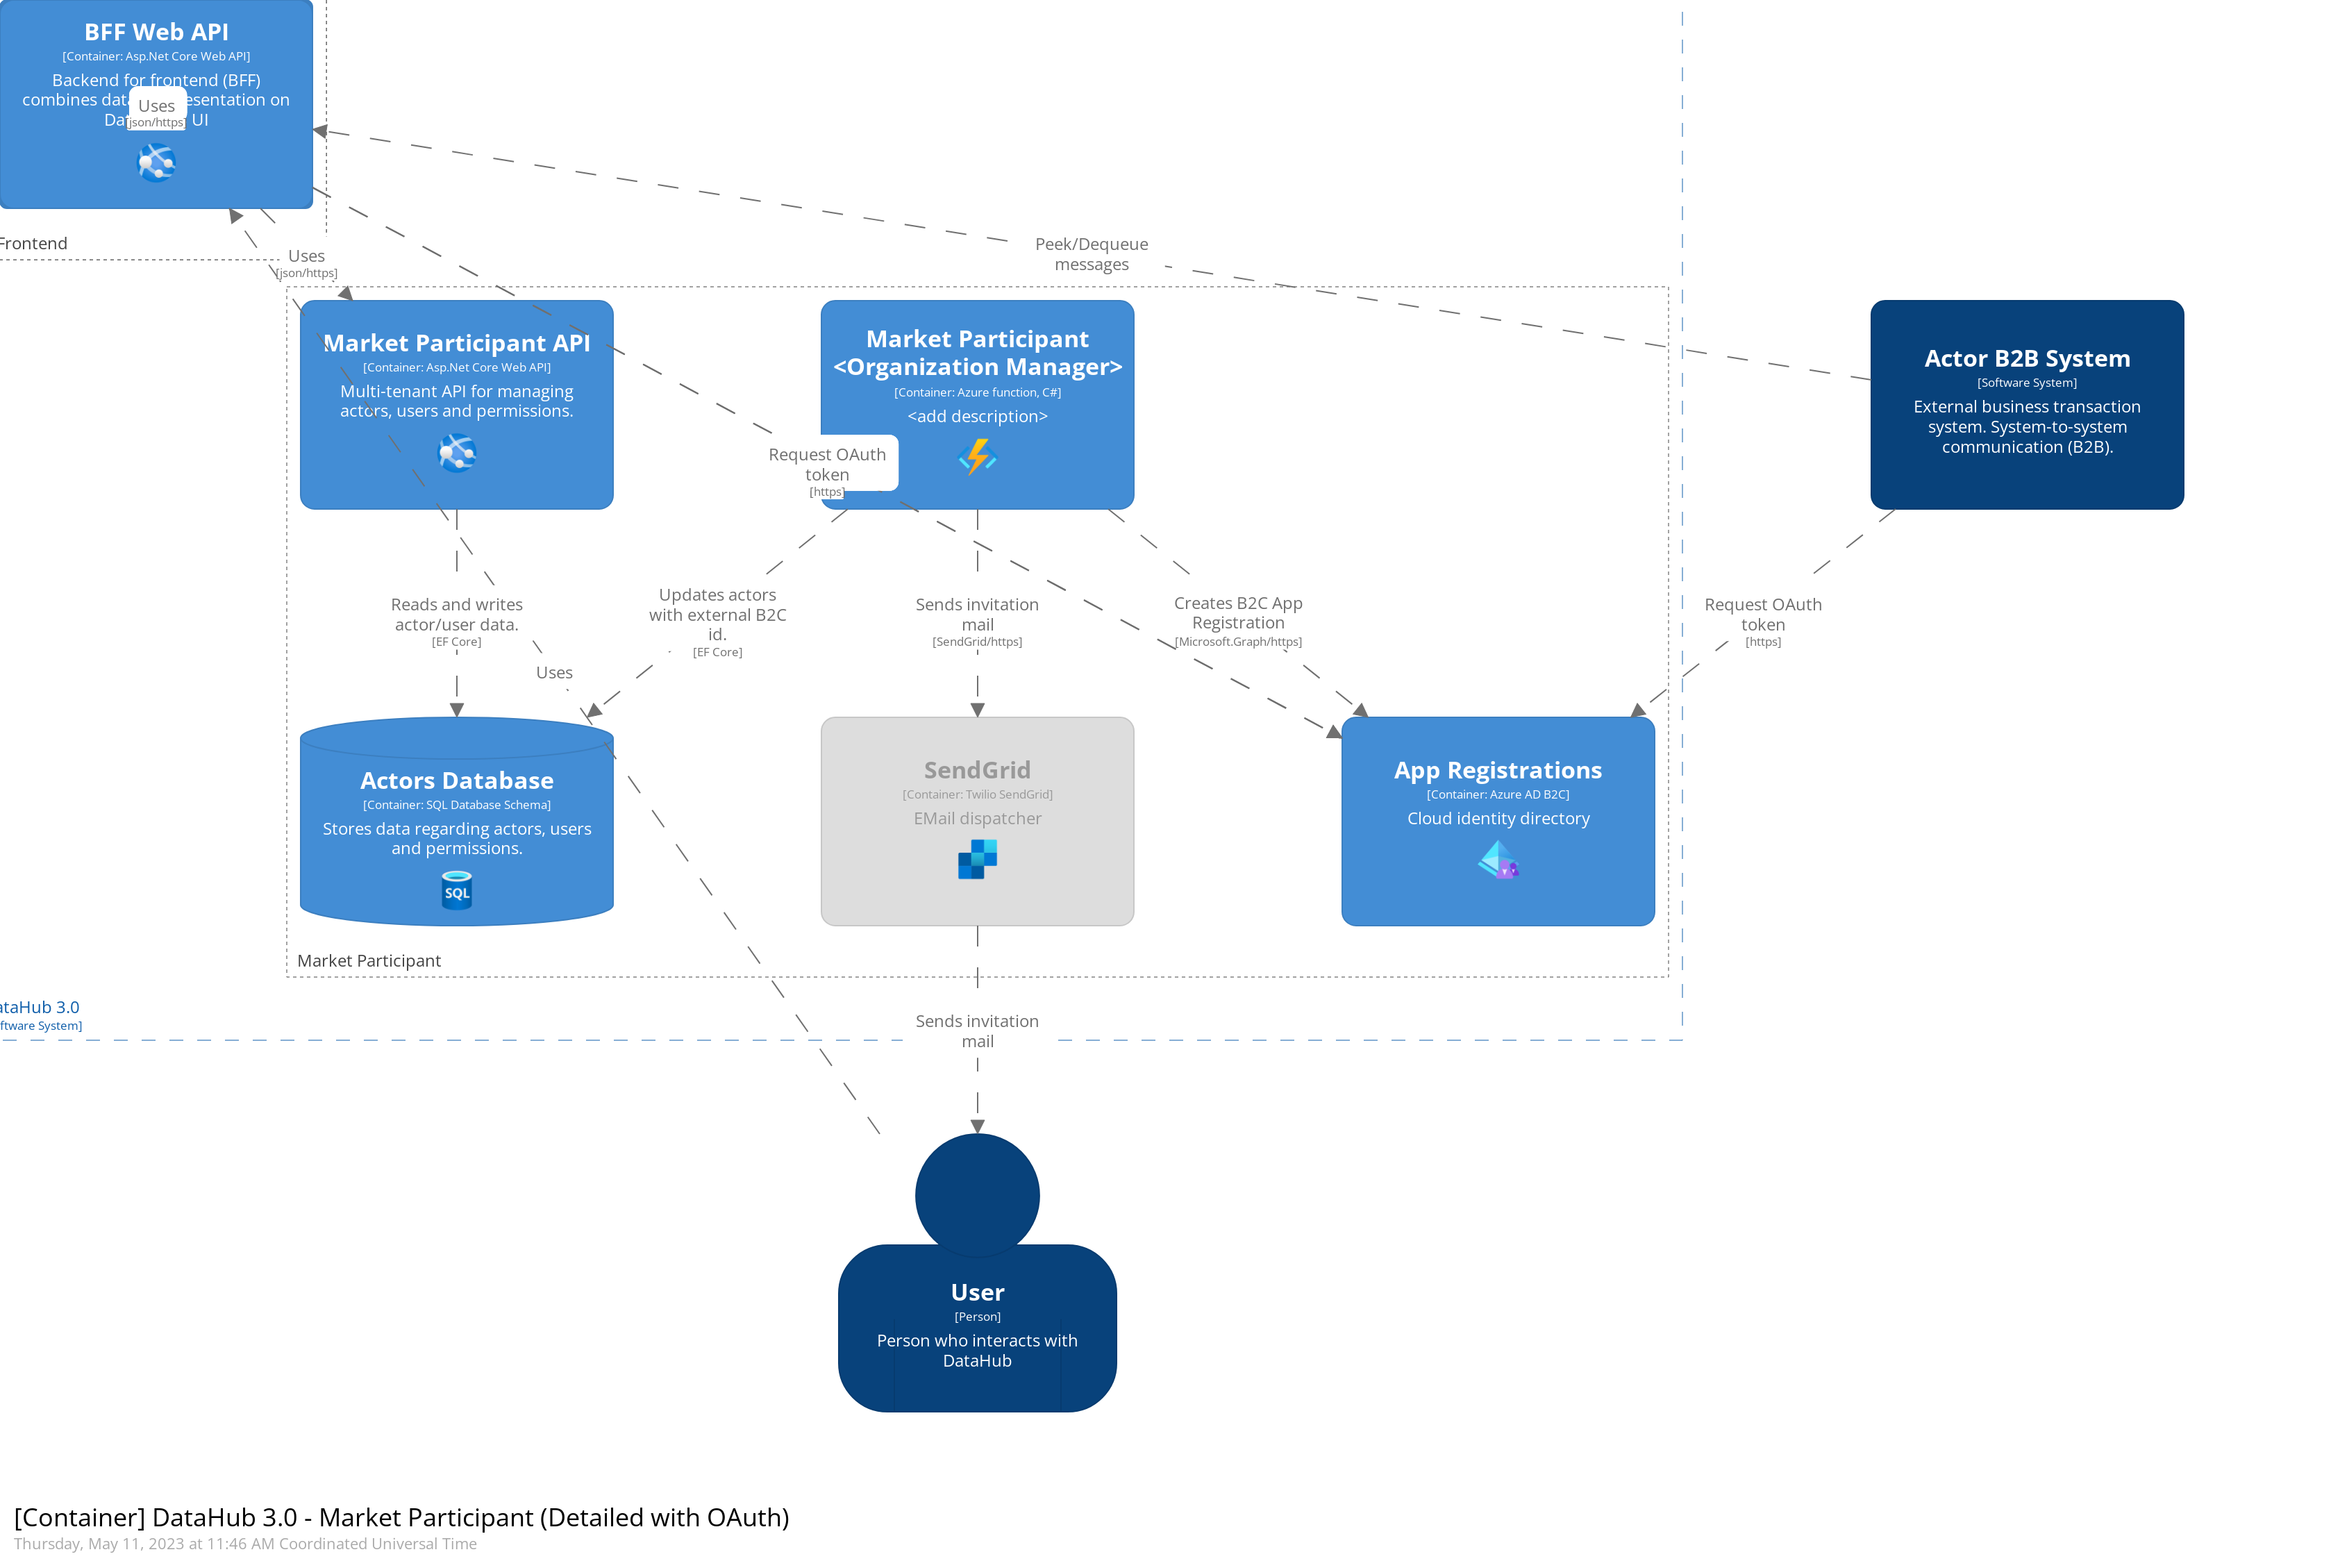 BFF Web API
[Container: Asp.Net Core Web API]
Backend for frontend (BFF)
combines data esentation on
Da UI
Uses
[json/https]
Frontend
Uses
[json/https]
Peek/Dequeue
messages
Market Participant API
[Container: Asp.Net Core Web API]
Multi-tenant API for managing
actors, users and permissions.
Market Participant
<Organization Manager>
[Container: Azure function, C#]
<add description>
Request OAuth
token
[https]
Actor B2B System
[Software System]
External business transaction
system. System-to-system
communication (B2B).
Reads and writes
actor/user data.
[EF Core]
Uses
Updates actors
with external B2C
id.
[EF Core]
Sends invitation
mail
[SendGrid/https]
Creates B2C App
Registration
[Microsoft.Graph/https]
Request OAuth
token
[https]
Actors Database
[Container: SQL Database Schema]
Stores data regarding actors, users
and permissions.
SQL
SendGrid
[Container: Twilio SendGrid]
EMail dispatcher
App Registrations
[Container: Azure AD B2C]
Cloud identity directory
Market Participant
ataHub 3.0
ftware System]
Sends invitation
mail
User
[Person]
Person who interacts with
DataHub
[Container] DataHub 3.0 - Market Participant (Detailed with OAuth)
Thursday, May 11, 2023 at 11:46 AM Coordinated Universal Time